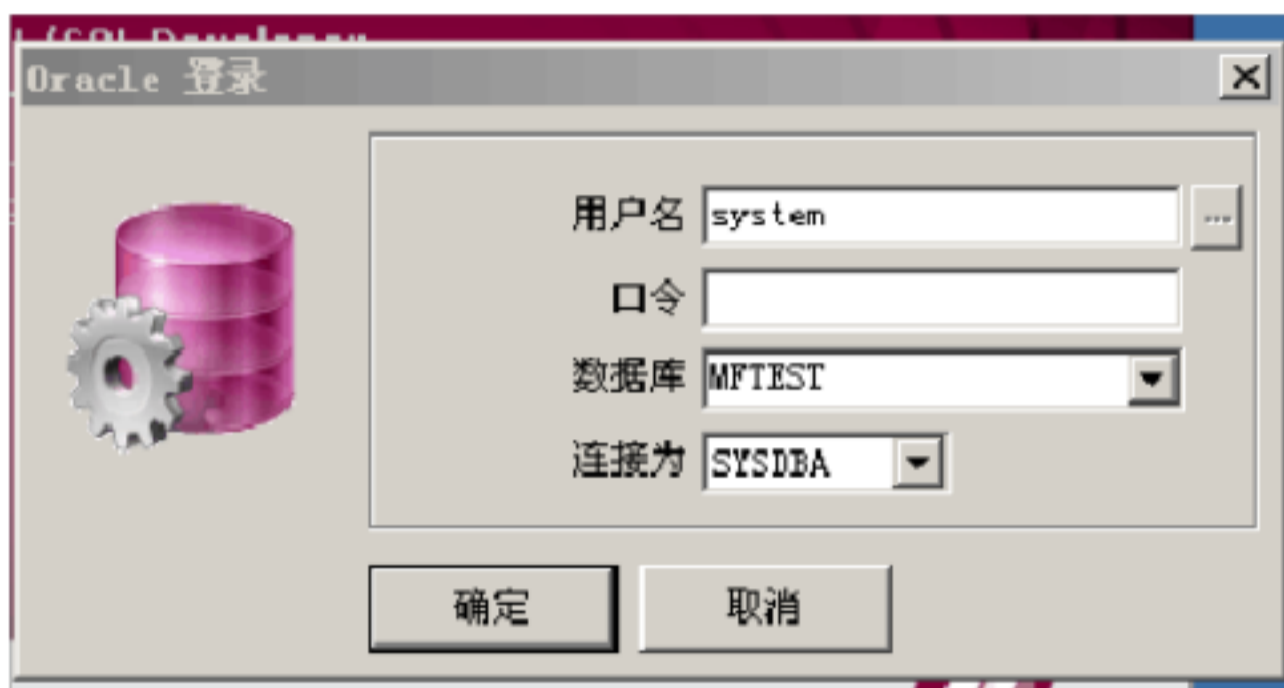 Oracle 登录
用户名 system ...
口令
数据库 MFTEST
连接为 SYSDBA
确定 取消